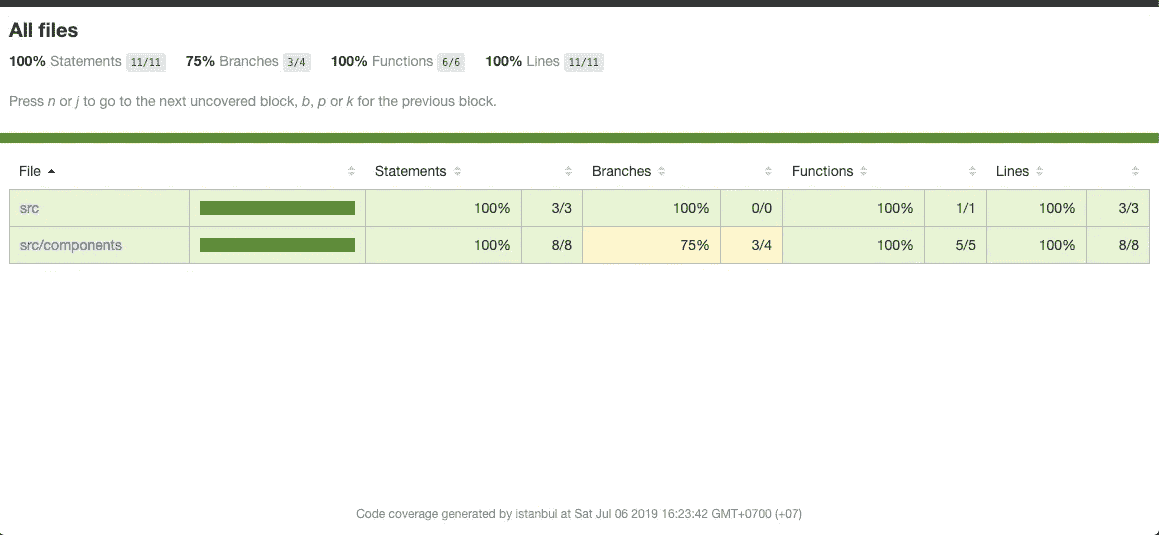 All files
100% Statements 11/11 75% Branches 3/4 100% Functions 6/6 100% Lines 11/11
Press n or j to go to the next uncovered block, b, p or k for the previous block.
File Statements Branches Functions Lines
src 100% 3/3 100% 0/0 100% 1/1 100% 3/3
src/components 100% 8/8 75% 3/4 100% 5/5 100% 8/8
Code coverage generated by istanbul at Sat Jul 06 2019 16:23:42 GMT+0700 (+07)